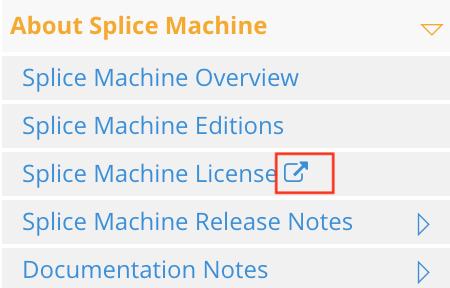 About Splice Machine
Splice Machine Overview
Splice Machine Editions
Splice Machine License
Splice Machine Release Notes
Documentation Notes